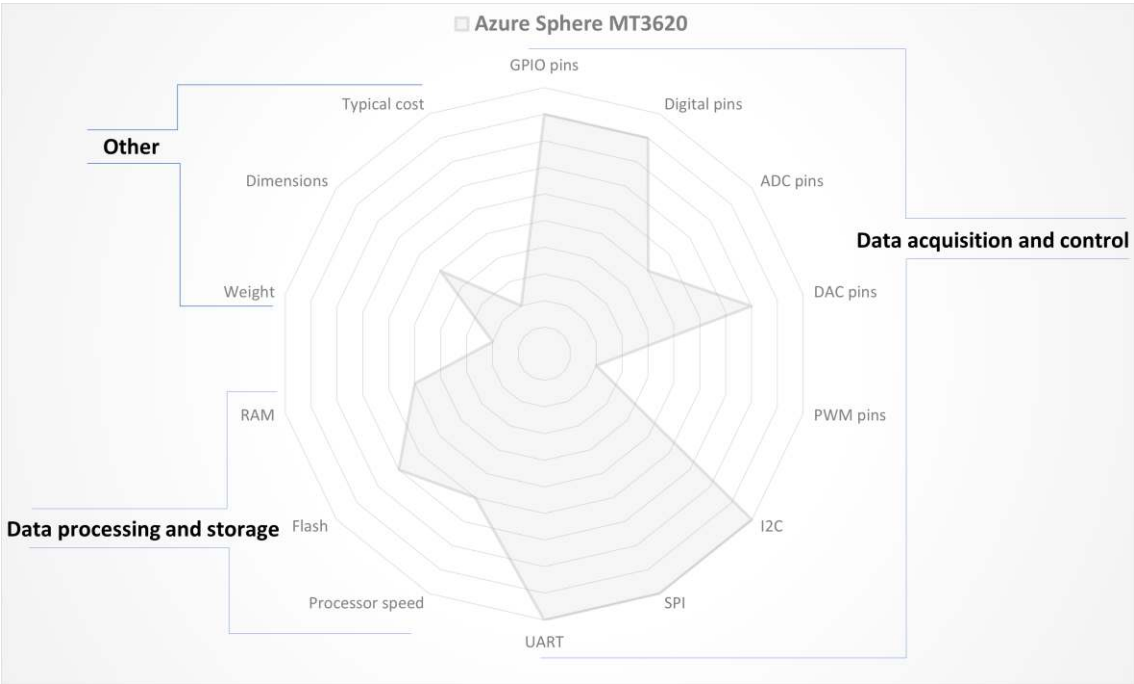 Azure Sphere MT3620
GPIO pins
Typical cost
Digital pins
Other
Dimensions
ADC pins
Data acquisition and control
Weight
DAC pins
RAM
PWM pins
Data processing and storage
Flash
I2C
Processor speed
SPI
UART